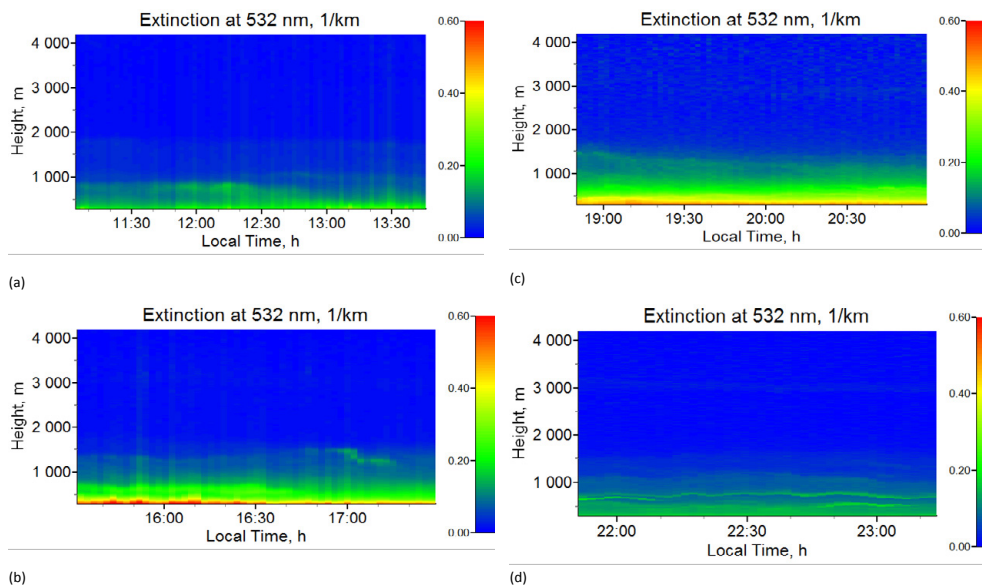 Extinction at 532 nm, 1/km
4 000
3 000
2 000
1 000
Height, m
11:30 12:00 12:30 13:00 13:30
Local Time, h
0.60
0.40
0.20
0.00
(a)
Extinction at 532 nm, 1/km
4 000
3 000
2 000
1 000
Height, m
19:00 19:30 20:00 20:30
Local Time, h
0.60
0.40
0.20
0.00
(c)
Extinction at 532 nm, 1/km
4 000
3 000
2 000
1 000
Height, m
16:00 16:30 17:00
Local Time, h
0.60
0.40
0.20
0.00
(b)
Extinction at 532 nm, 1/km
4 000
3 000
2 000
1 000
Height, m
22:00 22:30 23:00
Local Time, h
0.60
0.40
0.20
0.00
(d)